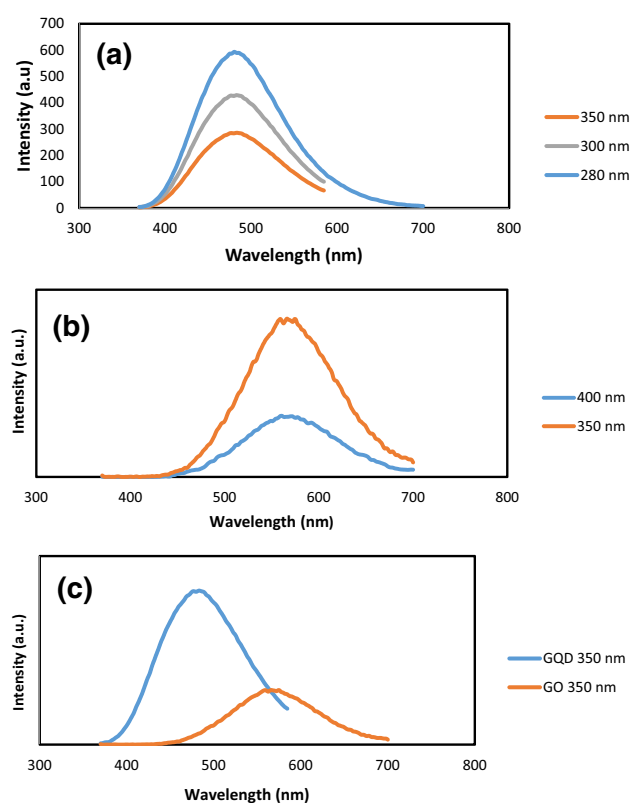 (a)
Intensity (a.u)
700
600
500
400
300
200
100
0
300 400 500 600 700 800
Wavelength (nm)
350 nm
300 nm
280 nm
(b)
Intensity (a.u.)
300 400 500 600 700 800
Wavelength (nm)
400 nm
350 nm
(c)
Intensity (a.u.)
300 400 500 600 700 800
Wavelength (nm)
GQD 350 nm
GO 350 nm